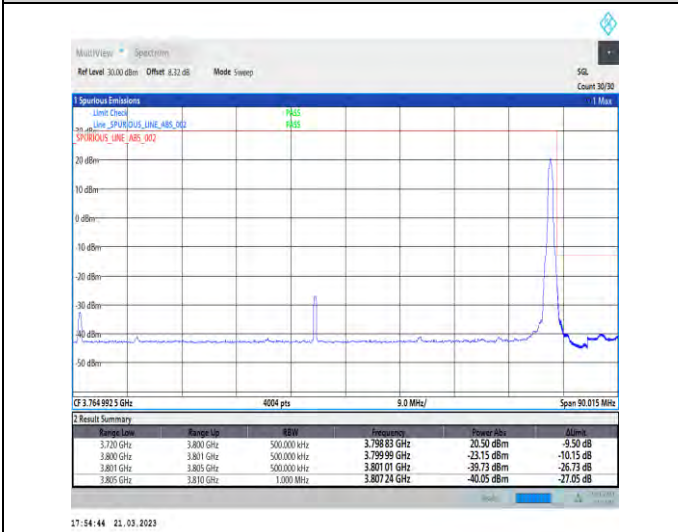 MultiView Spectrum
Ref Level 30.00 dBm Offset 8.32 dB Mode Sweep SGL
Count 30/30
1 Spurious Emissions 1 Max
Limit Check PASS
Line _SPURIOUS_LINE_ABS_002 PASS
_SPURIOUS_LINE_ABS_002
20 dBm
10 dBm
0 dBm
-10 dBm
-20 dBm
-30 dBm
-40 dBm
-50 dBm
CF 3.764 992 5 GHz 4004 pts 9.0 MHz/ Span 90.015 MHz
2 Result Summary
Range Low Range Up RBW Frequency Power Abs ΔLimit
3.720 GHz 3.800 GHz 500.000 kHz 3.798 83 GHz 20.50 dBm -9.50 dB
3.800 GHz 3.801 GHz 500.000 kHz 3.799 99 GHz -23.15 dBm -10.15 dB
3.801 GHz 3.805 GHz 500.000 kHz 3.801 01 GHz -39.73 dBm -26.73 dB
3.805 GHz 3.810 GHz 1.000 MHz 3.807 24 GHz -40.05 dBm -27.05 dB
17:54:44 21.03.2023